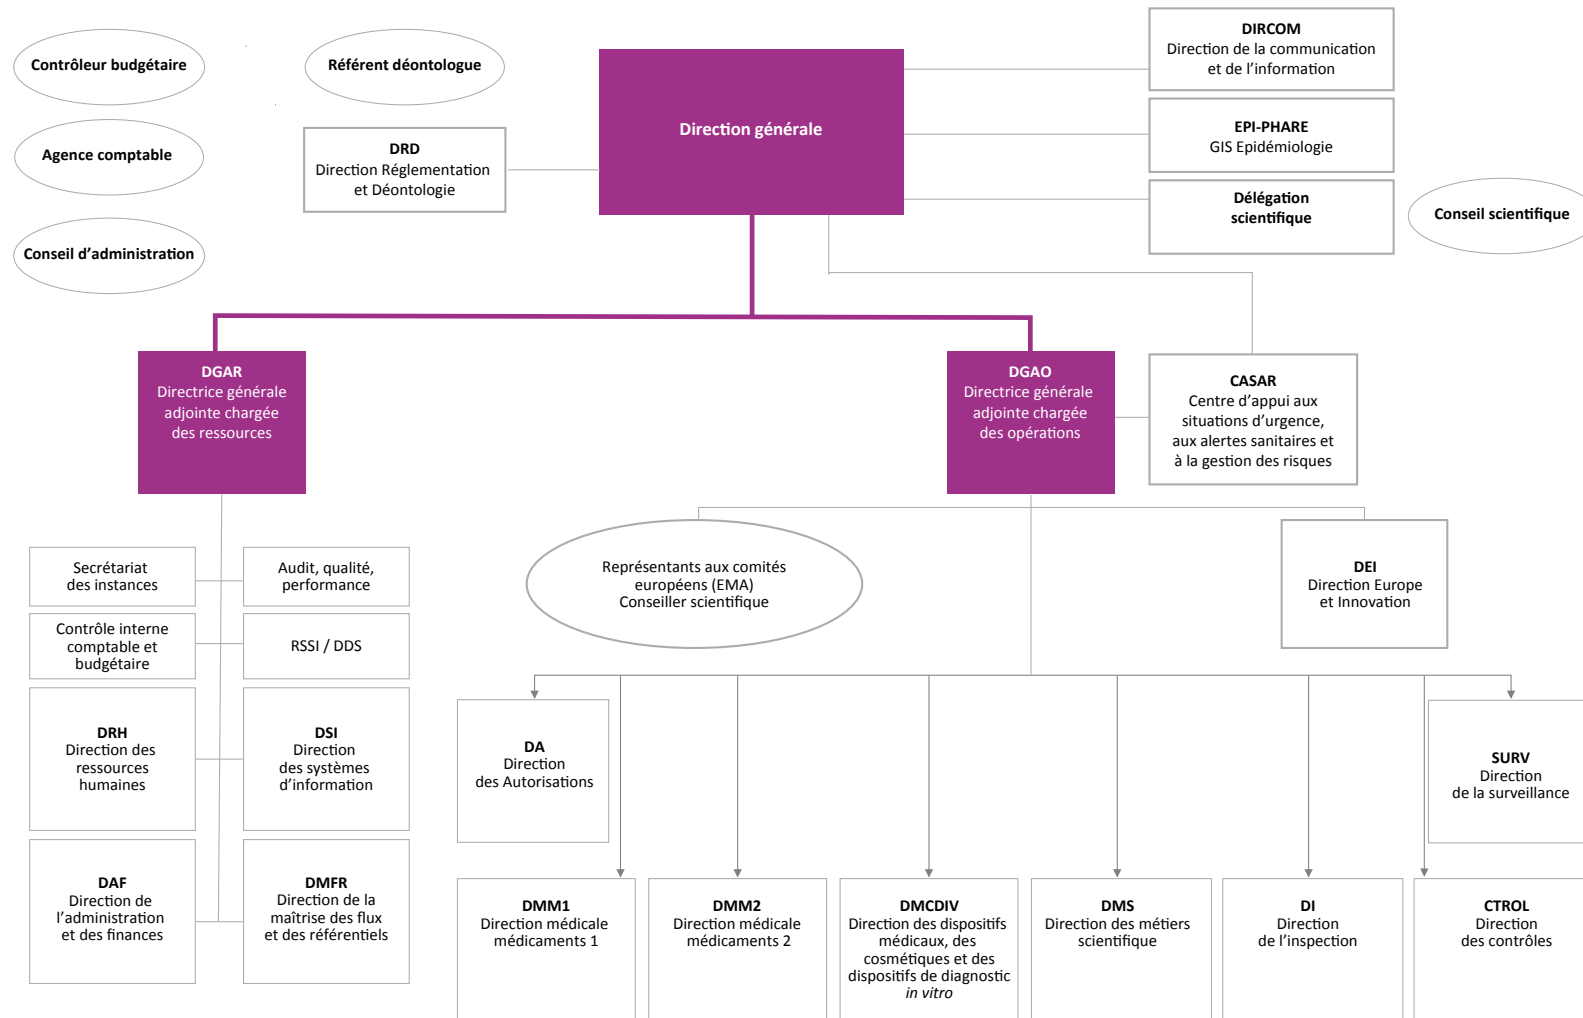 Contrôleur budgétaire
Référent déontologue
Agence comptable
Conseil d'administration
DRD
Direction Réglementation
et Déontologie
Direction générale
DIRCOM
Direction de la communication
et de l'information
EPI-PHARE
GIS Epidémiologie
Délégation
scientifique
Conseil scientifique
DGAR
Directrice générale
adjointe chargée
des ressources
DGAO
Directrice générale
adjointe chargée
des opérations
CASAR
Centre d'appui aux
situations d'urgence,
aux alertes sanitaires et
à la gestion des risques
Secrétariat
des instances
Audit, qualité,
performance
Contrôle interne
comptable et
budgétaire
RSSI / DDS
DRH
Direction des
ressources
humaines
DSI
Direction
des systèmes
d'information
DAF
Direction de
l'administration
et des finances
DMFR
Direction de la
maîtrise des flux
et des référentiels
Représentants aux comités
européens (EMA)
Conseiller scientifique
DEI
Direction Europe
et Innovation
DA
Direction
des Autorisations
SURV
Direction
de la surveillance
DMM1
Direction médicale
médicaments 1
DMM2
Direction médicale
médicaments 2
DMCDIV
Direction des dispositifs
médicaux, des
cosmétiques et des
dispositifs de diagnostic
in vitro
DMS
Direction des métiers
scientifique
DI
Direction
de l'inspection
CTROL
Direction
des contrôles